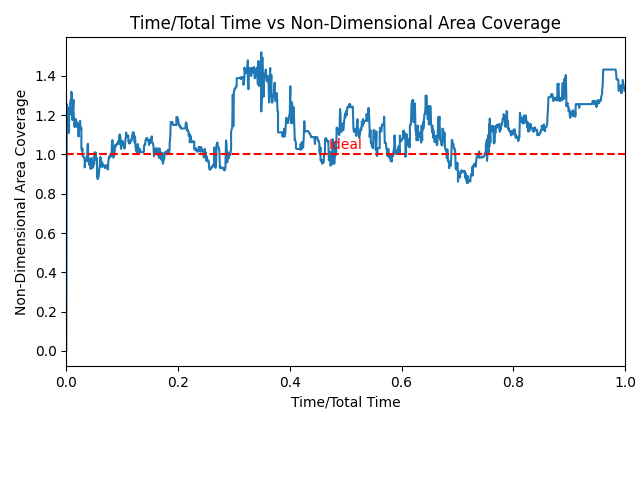 Time/Total Time vs Non-Dimensional Area Coverage
Non-Dimensional Area Coverage
1.4
1.2
1.0
0.8
0.6
0.4
0.2
0.0
Ideal
0.0 0.2 0.4 0.6 0.8 1.0
Time/Total Time